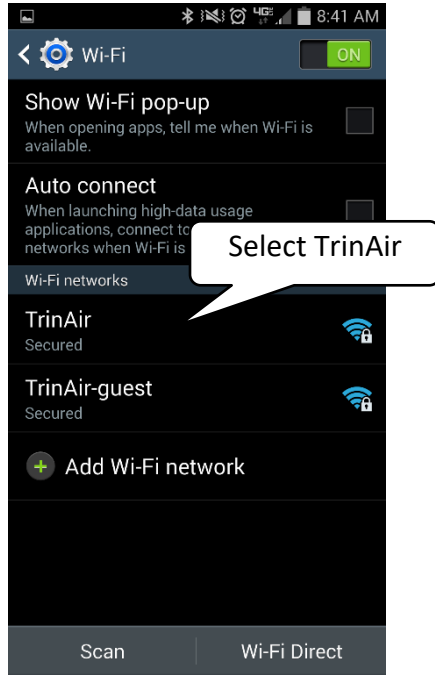 4G 8:41 AM
Wi-Fi ON
Show Wi-Fi pop-up
When opening apps, tell me when Wi-Fi is
available.
Auto connect
When launching high-data usage
applications, connect to
networks when Wi-Fi is
Select TrinAir
Wi-Fi networks
TrinAir
Secured
TrinAir-guest
Secured
Add Wi-Fi network
Scan Wi-Fi Direct